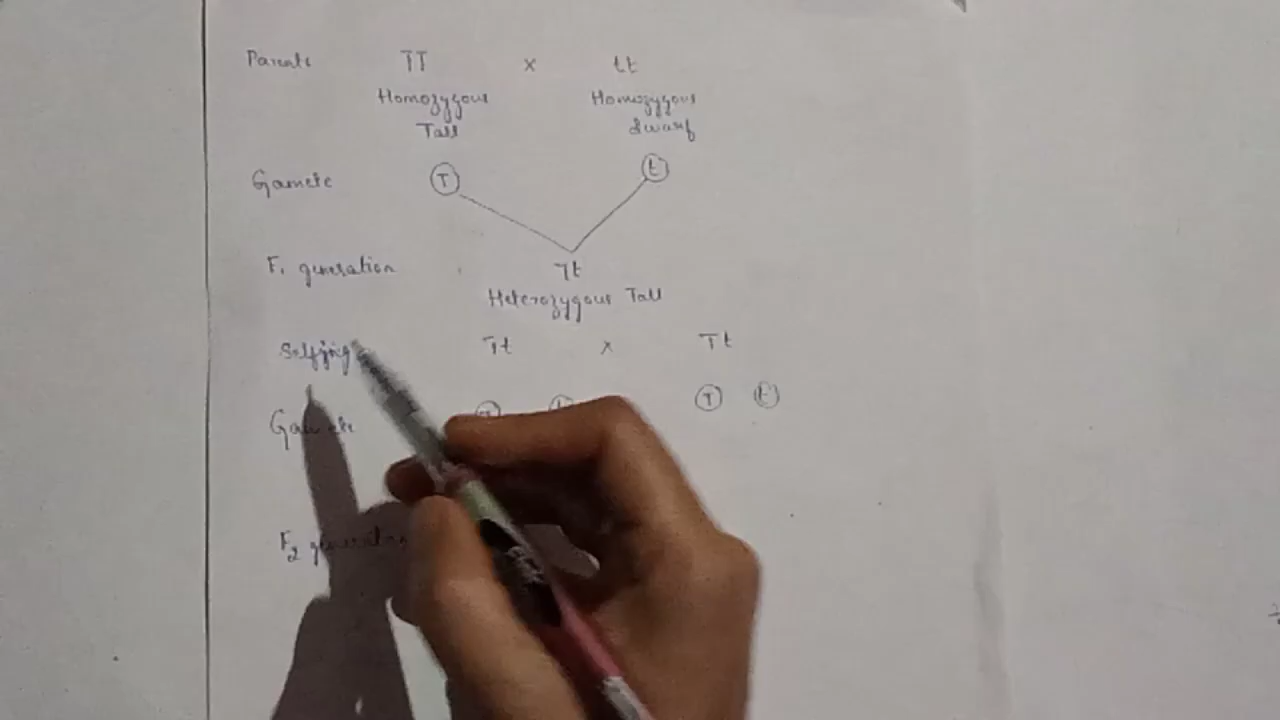 Parents TT x tt
Homozygous Homozygous
Tall Dwarf
Gamete T t
F1 generation Tt
Heterozygous Tall
Selfing Tt x Tt
Gamete T t T t
F2 generation